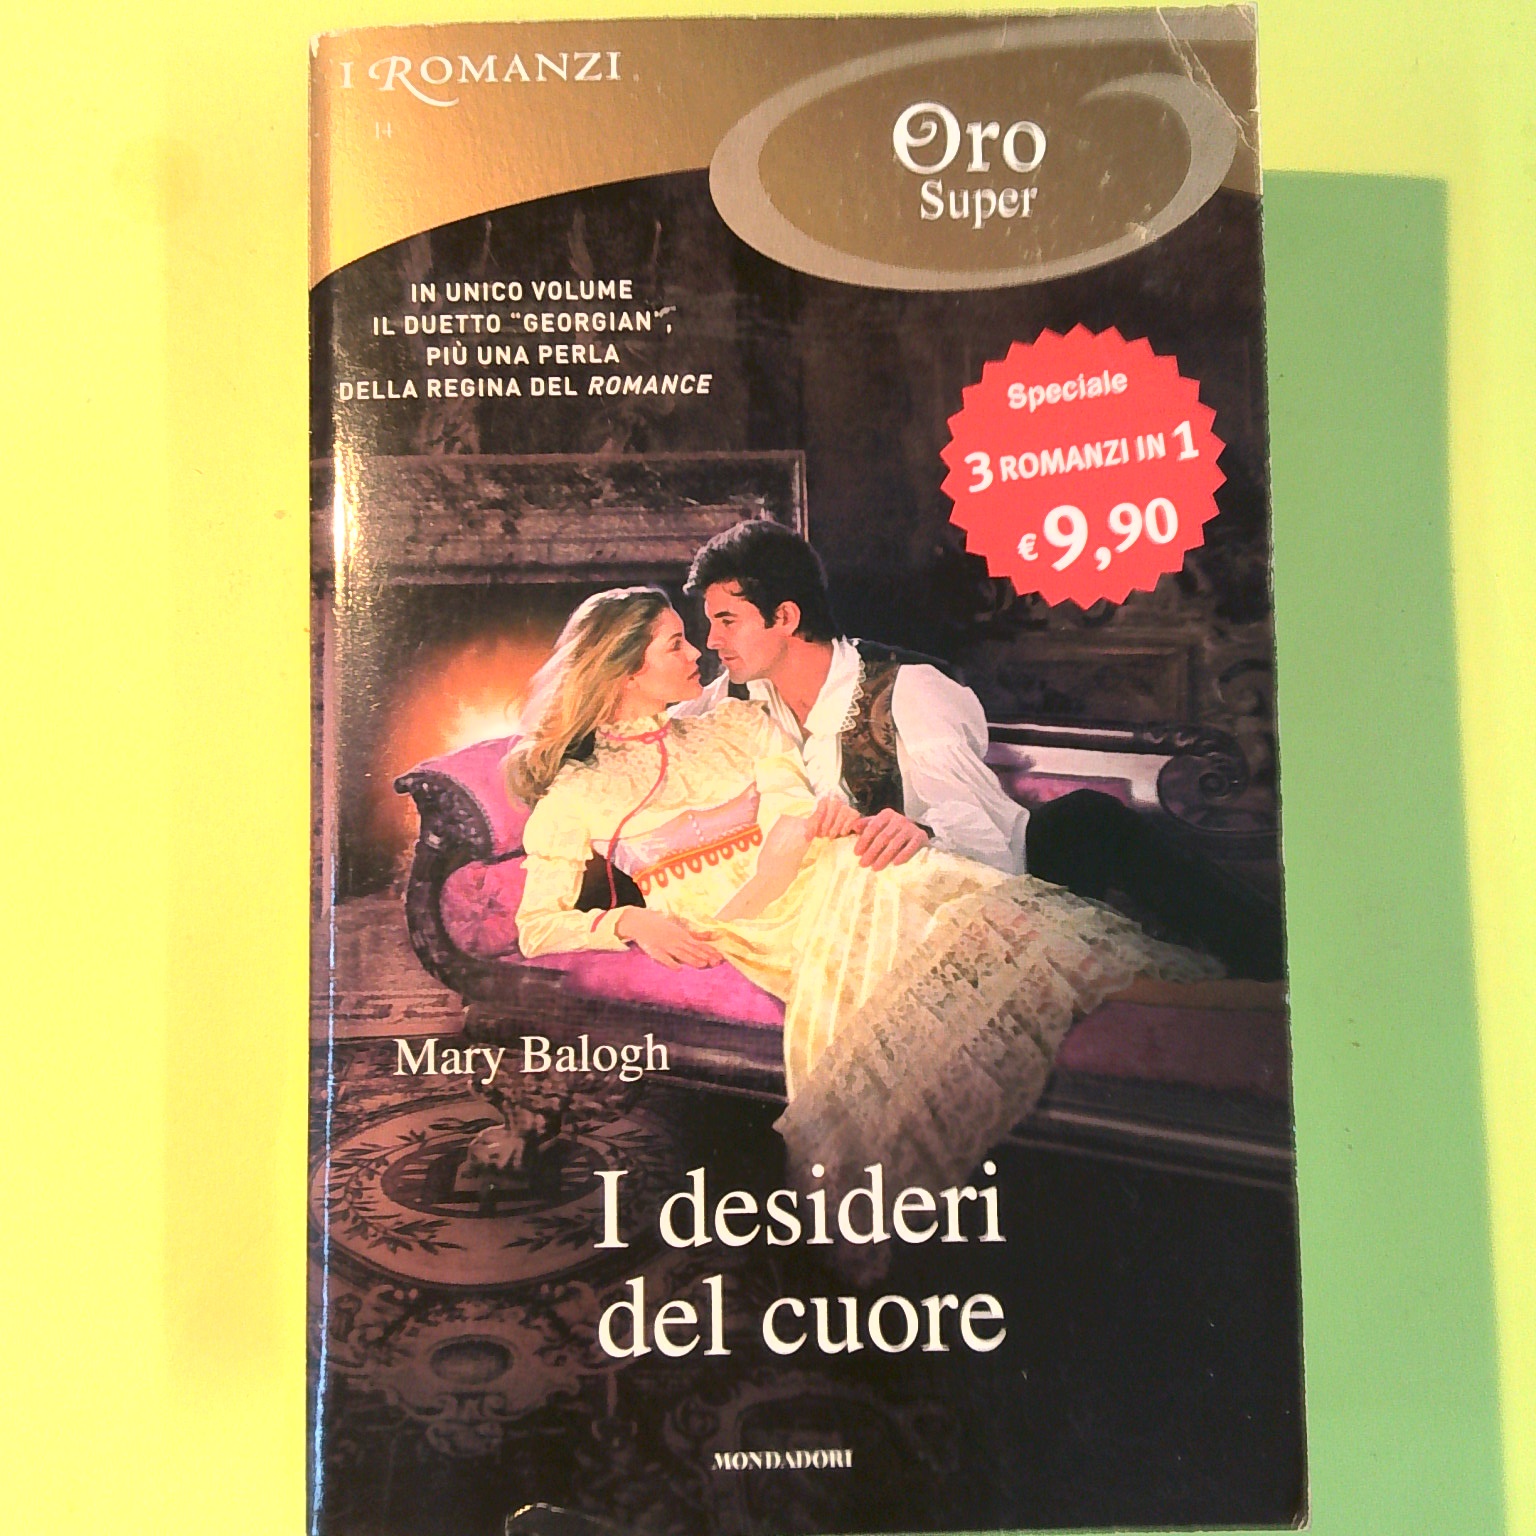 I ROMANZI
14
Oro
Super
IN UNICO VOLUME
IL DUETTO "GEORGIAN",
PIÙ UNA PERLA
DELLA REGINA DEL ROMANCE
Speciale
3 ROMANZI IN 1
€ 9,90
Mary Balogh
I desideri
del cuore
MONDADORI